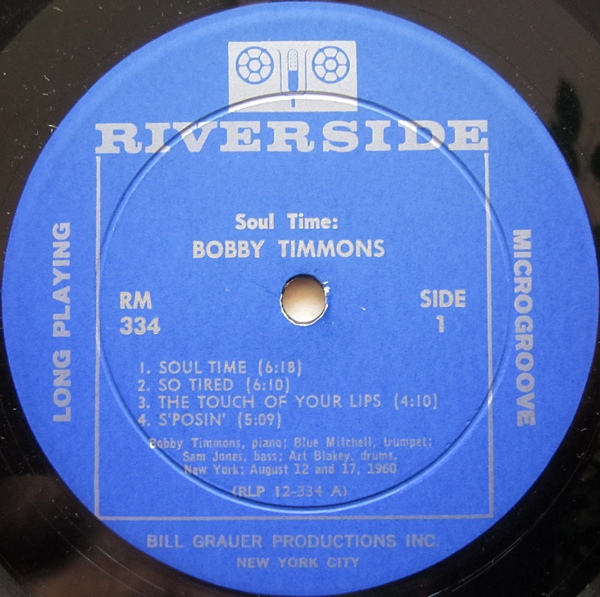 RIVERSIDE
Soul Time:
BOBBY TIMMONS
RM
334
SIDE
1
LONG PLAYING
MICROGROOVE
1. SOUL TIME (6:18)
2. SO TIRED (6:10)
3. THE TOUCH OF YOUR LIPS (4:10)
4. S'POSIN' (5:09)
Bobby Timmons, piano; Blue Mitchell, trumpet;
Sam Jones, bass; Art Blakey, drums.
New York; August 12 and 17, 1960
(RLP 12-334 A)
BILL GRAUER PRODUCTIONS INC.
NEW YORK CITY